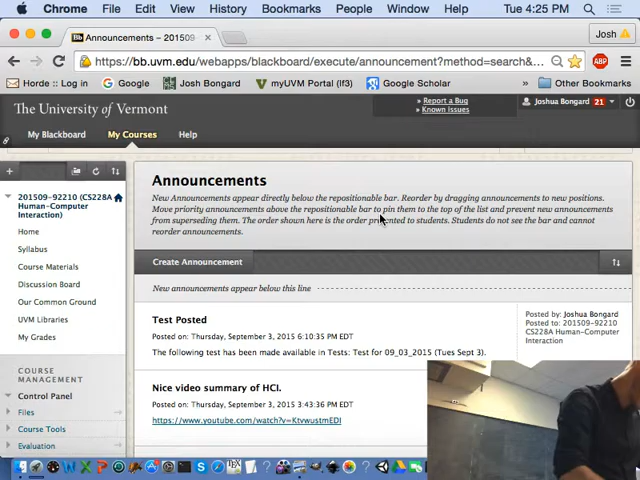 Chrome File Edit View History Bookmarks People Window Help Tue 4:25 PM
Announcements – 201509
Josh
https://bb.uvm.edu/webapps/blackboard/execute/announcement?method=search&...
ABP
Horde :: Log in Google Josh Bongard myUVM Portal (lf3) Google Scholar » Other Bookmarks
The University of Vermont
» Report a Bug
» Known Issues
Joshua Bongard 21
My Blackboard My Courses Help
201509-92210 (CS228A
Human-Computer
Interaction)
Home
Syllabus
Course Materials
Discussion Board
Our Common Ground
UVM Libraries
My Grades
COURSE
MANAGEMENT
Control Panel
Files
Course Tools
Evaluation
Announcements
New Announcements appear directly below the repositionable bar. Reorder by dragging announcements to new positions.
Move priority announcements above the repositionable bar to pin them to the top of the list and prevent new announcements
from superseding them. The order shown here is the order presented to students. Students do not see the bar and cannot
reorder announcements.
Create Announcement
New announcements appear below this line
Test Posted
Posted on: Thursday, September 3, 2015 6:10:35 PM EDT
The following test has been made available in Tests: Test for 09_03_2015 (Tues Sept 3).
Posted by: Joshua Bongard
Posted to: 201509-92210
CS228A Human-Computer
Interaction
Nice video summary of HCI.
Posted on: Thursday, September 3, 2015 3:43:36 PM EDT
https://www.youtube.com/watch?v=KtvwustmEDI